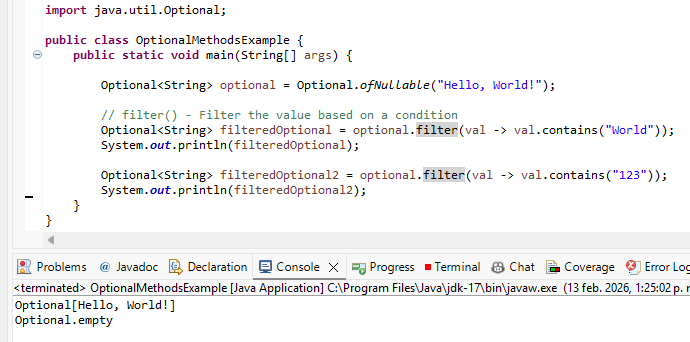 import java.util.Optional;
public class OptionalMethodsExample {
public static void main(String[] args) {
Optional<String> optional = Optional.ofNullable("Hello, World!");
// filter() - Filter the value based on a condition
Optional<String> filteredOptional = optional.filter(val -> val.contains("World"));
System.out.println(filteredOptional);
Optional<String> filteredOptional2 = optional.filter(val -> val.contains("123"));
System.out.println(filteredOptional2);
}
}
Problems @ Javadoc Declaration Console Progress Terminal Chat Coverage Error Log
<terminated> OptionalMethodsExample [Java Application] C:\Program Files\Java\jdk-17\bin\javaw.exe (13 feb. 2026, 1:25:02 p. m
Optional[Hello, World!]
Optional.empty